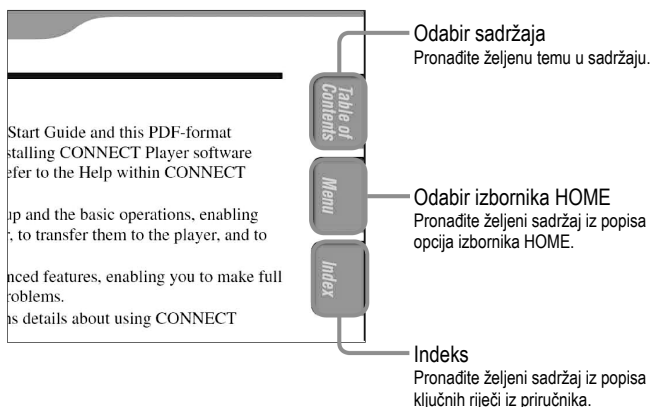 Start Guide and this PDF-format
stalling CONNECT Player software
efer to the Help within CONNECT
up and the basic operations, enabling
, to transfer them to the player, and to
nced features, enabling you to make full
roblems.
s details about using CONNECT
Table of
Contents
Menu
Index
Odabir sadržaja
Pronađite željenu temu u sadržaju.
Odabir izbornika HOME
Pronađite željeni sadržaj iz popisa
opcija izbornika HOME.
Indeks
Pronađite željeni sadržaj iz popisa
ključnih riječi iz priručnika.